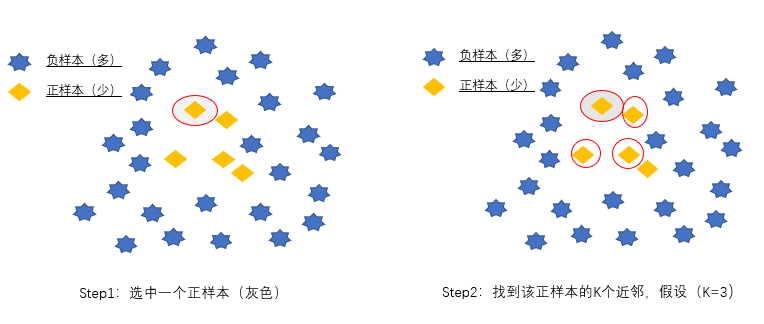 负样本（多）
正样本（少）
Step1：选中一个正样本（灰色）
负样本（多）
正样本（少）
Step2：找到该正样本的K个近邻，假设（K=3）